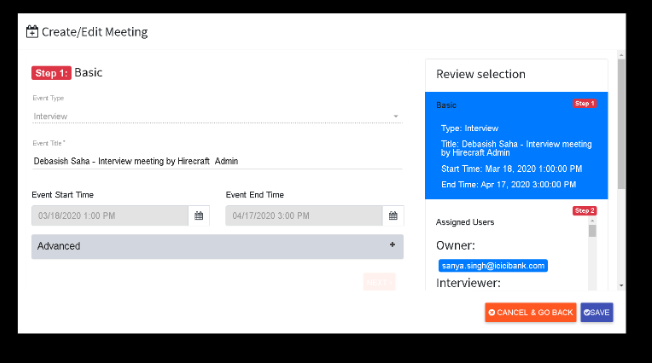 Create/Edit Meeting
Step 1: Basic
Event Type
Interview
Event Title *
Debasish Saha - Interview meeting by Hirecraft Admin
Event Start Time
Event End Time
03/18/2020 1:00 PM
04/17/2020 3:00 PM
Advanced
+
Review selection
Basic
Step 1
Type: Interview
Title: Debasish Saha - Interview meeting
by Hirecraft Admin
Start Time: Mar 18, 2020 1:00:00 PM
End Time: Apr 17, 2020 3:00:00 PM
Step 2
Assigned Users
Owner:
sanya.singh@icicibank.com
Interviewer:
CANCEL & GO BACK
SAVE